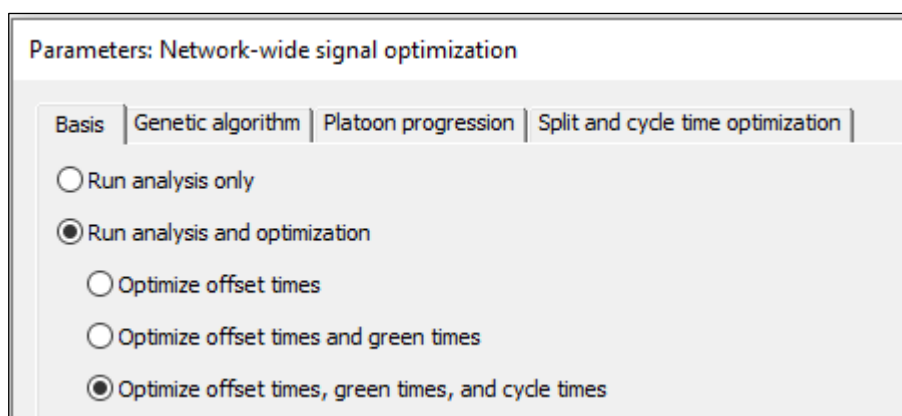 Parameters: Network-wide signal optimization
Basis Genetic algorithm Platoon progression Split and cycle time optimization
Run analysis only
Run analysis and optimization
Optimize offset times
Optimize offset times and green times
Optimize offset times, green times, and cycle times